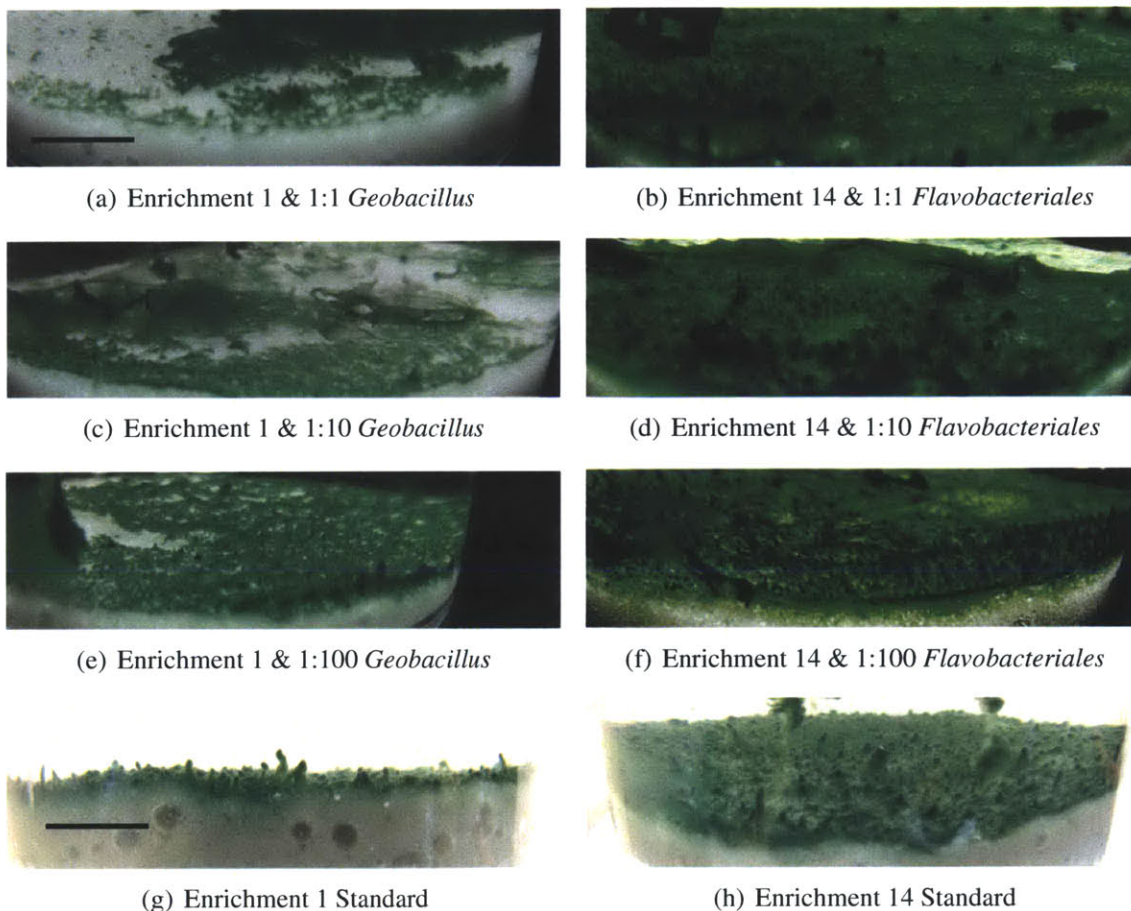 (a) Enrichment 1 & 1:1 Geobacillus
(b) Enrichment 14 & 1:1 Flavobacteriales
(c) Enrichment 1 & 1:10 Geobacillus
(d) Enrichment 14 & 1:10 Flavobacteriales
(e) Enrichment 1 & 1:100 Geobacillus
(f) Enrichment 14 & 1:100 Flavobacteriales
(g) Enrichment 1 Standard
(h) Enrichment 14 Standard